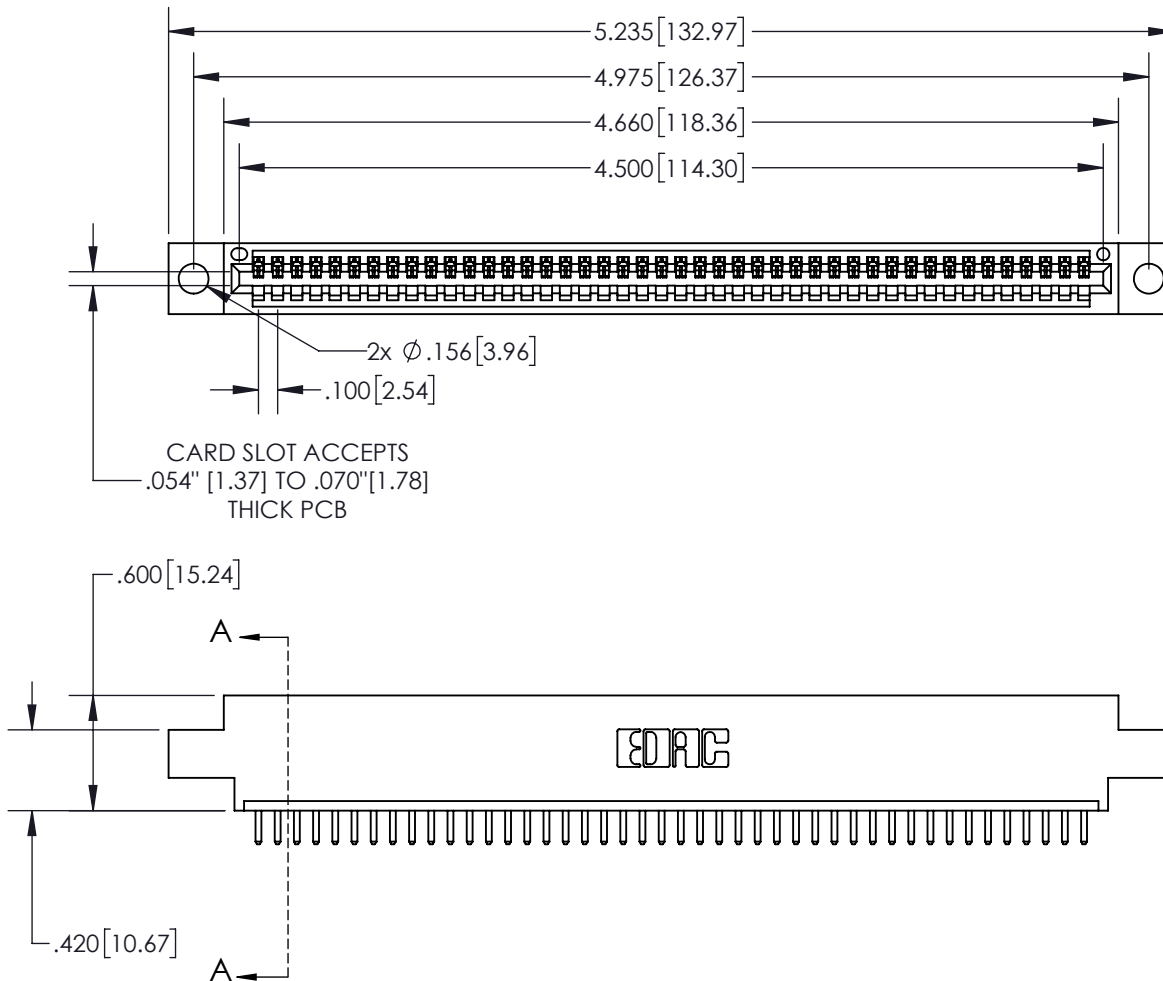 5.235[132.97]
4.975[126.37]
4.660[118.36]
4.500[114.30]
2x Ø.156[3.96]
.100[2.54]
CARD SLOT ACCEPTS
.054" [1.37] TO .070"[1.78]
THICK PCB
.600[15.24]
A
EDAC
.420[10.67]
A